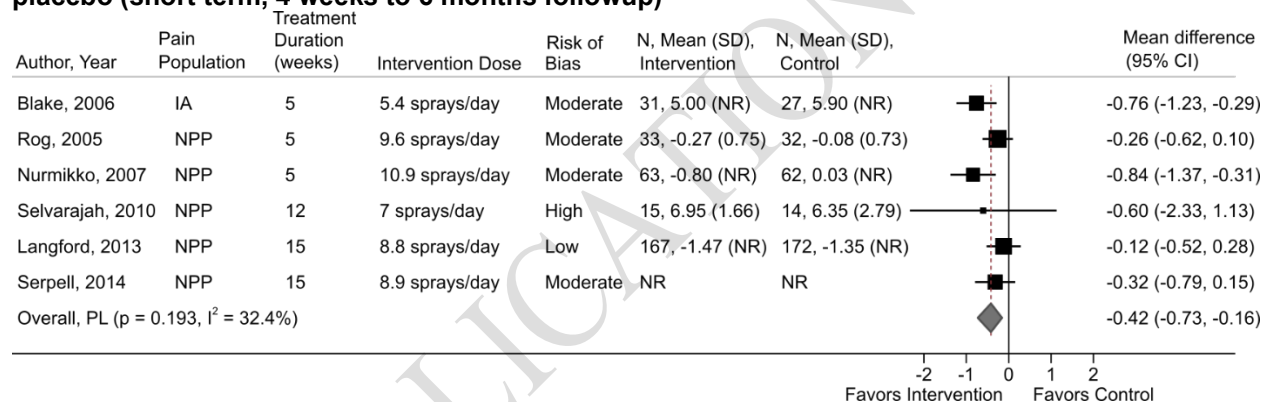 placebo (short term, 4 weeks to 6 months followup)
Author, Year Pain Population Treatment Duration (weeks) Intervention Dose Risk of Bias N, Mean (SD), Intervention N, Mean (SD), Control Mean difference (95% CI)
Blake, 2006 IA 5 5.4 sprays/day Moderate 31, 5.00 (NR) 27, 5.90 (NR) -0.76 (-1.23, -0.29)
Rog, 2005 NPP 5 9.6 sprays/day Moderate 33, -0.27 (0.75) 32, -0.08 (0.73) -0.26 (-0.62, 0.10)
Nurmikko, 2007 NPP 5 10.9 sprays/day Moderate 63, -0.80 (NR) 62, 0.03 (NR) -0.84 (-1.37, -0.31)
Selvarajah, 2010 NPP 12 7 sprays/day High 15, 6.95 (1.66) 14, 6.35 (2.79) -0.60 (-2.33, 1.13)
Langford, 2013 NPP 15 8.8 sprays/day Low 167, -1.47 (NR) 172, -1.35 (NR) -0.12 (-0.52, 0.28)
Serpell, 2014 NPP 15 8.9 sprays/day Moderate NR NR -0.32 (-0.79, 0.15)
Overall, PL (p = 0.193, I² = 32.4%) -0.42 (-0.73, -0.16)
-2 -1 0 1 2
Favors Intervention Favors Control
LICATION